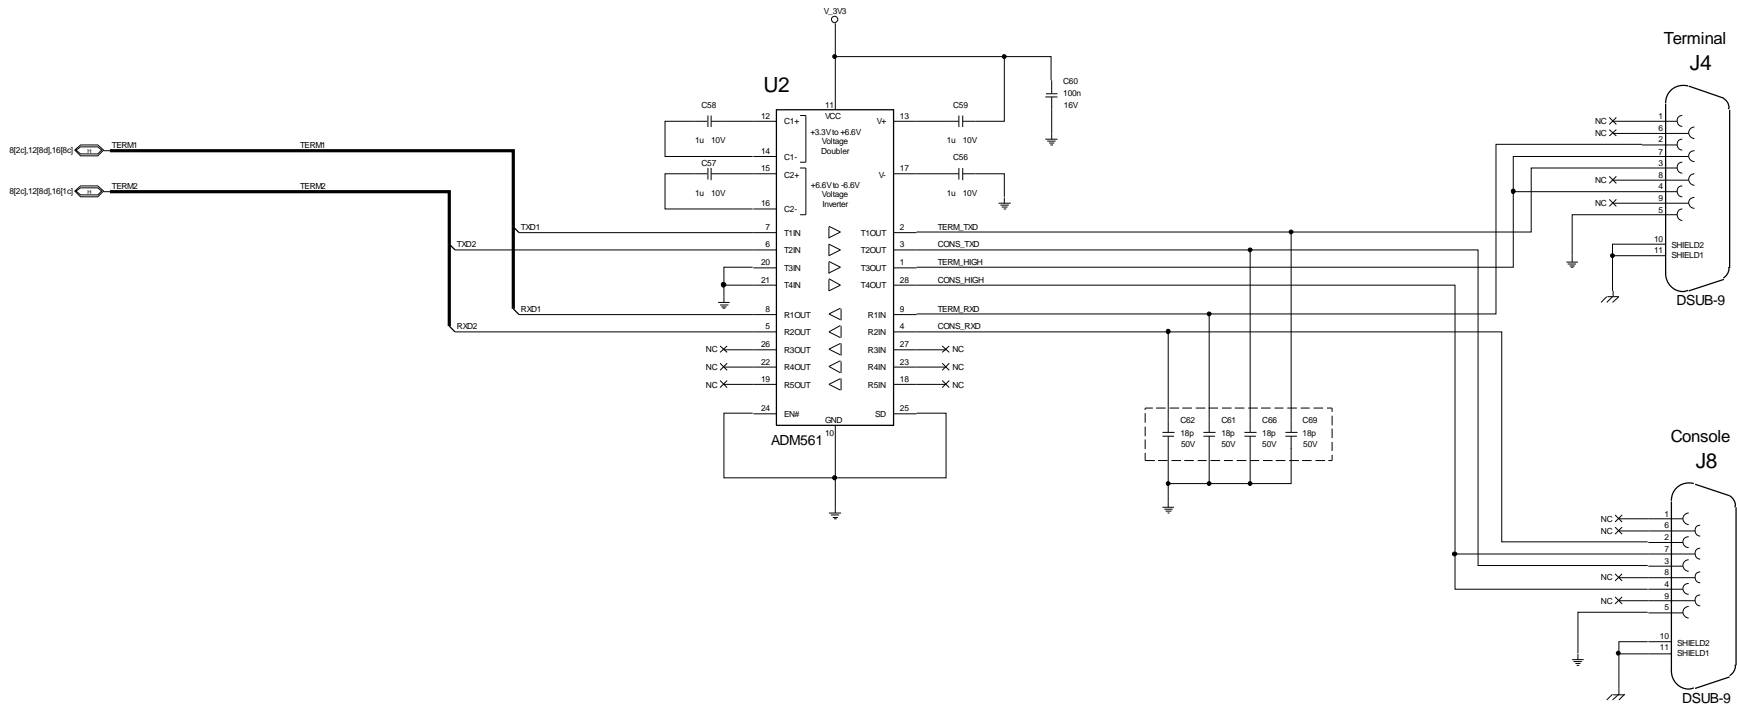 V_3V3
Terminal
J4
U2
C60
100n
16V
C58
1u 10V
C57
1u 10V
C59
1u 10V
C56
1u 10V
8[2c],12[8d],16[8c] H TERM1 TERM1
8[2c],12[8d],16[1c] H TERM2 TERM2
TXD1
TXD2
RXD1
RXD2
11
VCC
12 C1+ V+ 13
+3.3V to +6.6V
Voltage
Doubler
14 C1-
15 C2+ V- 17
+6.6V to -6.6V
Voltage
Inverter
16 C2-
7 T1IN T1OUT 2 TERM_TXD
6 T2IN T2OUT 3 CONS_TXD
20 T3IN T3OUT 1 TERM_HIGH
21 T4IN T4OUT 28 CONS_HIGH
8 R1OUT R1IN 9 TERM_RXD
5 R2OUT R2IN 4 CONS_RXD
NC 26 R3OUT R3IN 27 NC
NC 22 R4OUT R4IN 23 NC
NC 19 R5OUT R5IN 18 NC
24 EN# SD 25
GND
10
ADM561
C62
18p
50V
C61
18p
50V
C66
18p
50V
C69
18p
50V
NC 1
NC 6
2
7
3
NC 8
4
NC 9
5
10 SHIELD2
11 SHIELD1
DSUB-9
Console
J8
NC 1
NC 6
2
7
3
NC 8
4
NC 9
5
10 SHIELD2
11 SHIELD1
DSUB-9